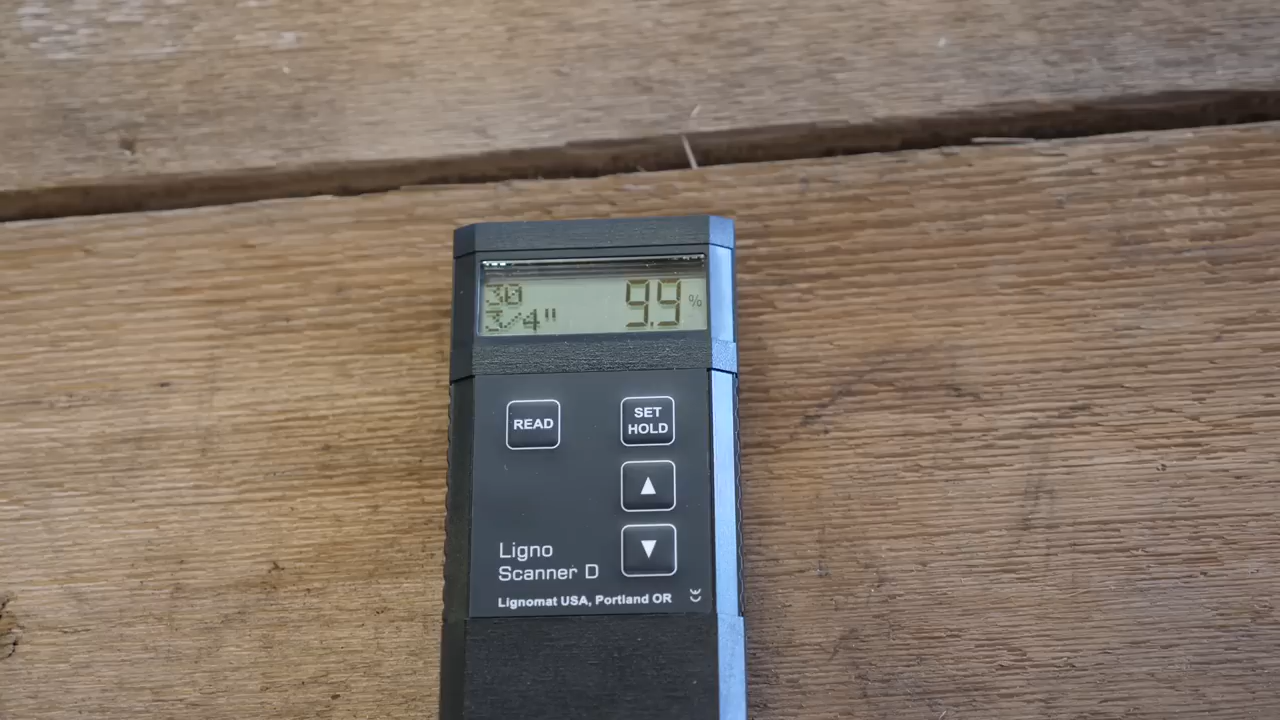 30
3/4"
9.9 %
READ
SET
HOLD
▲
▼
Ligno
Scanner D
Lignomat USA, Portland OR